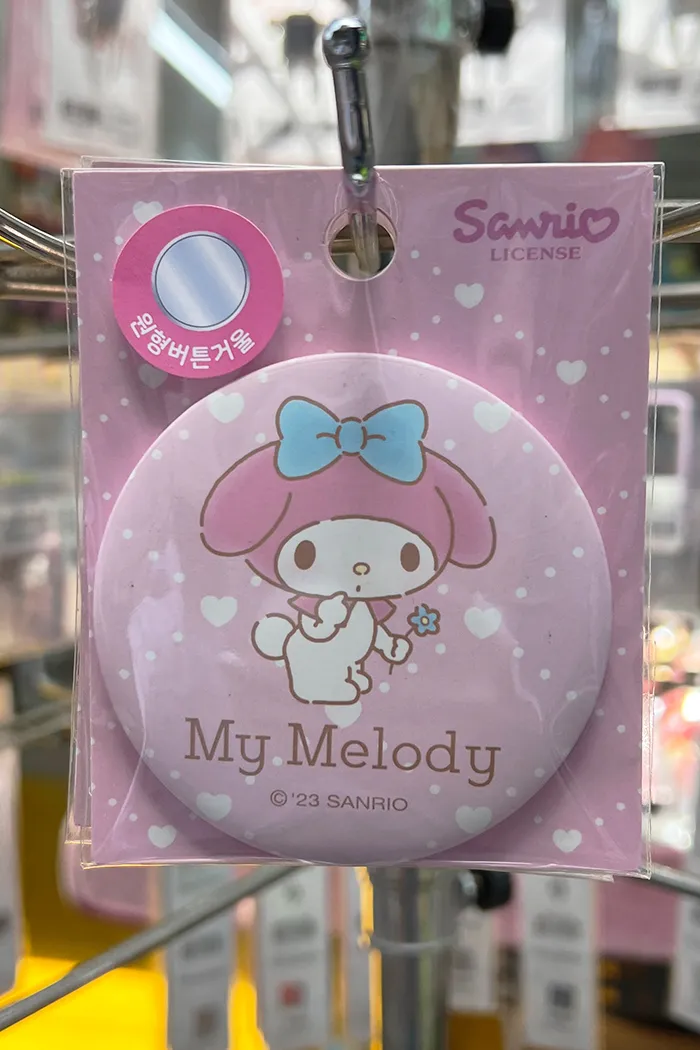 Sanrio
LICENSE
원형버튼거울
My Melody
© '23 SANRIO